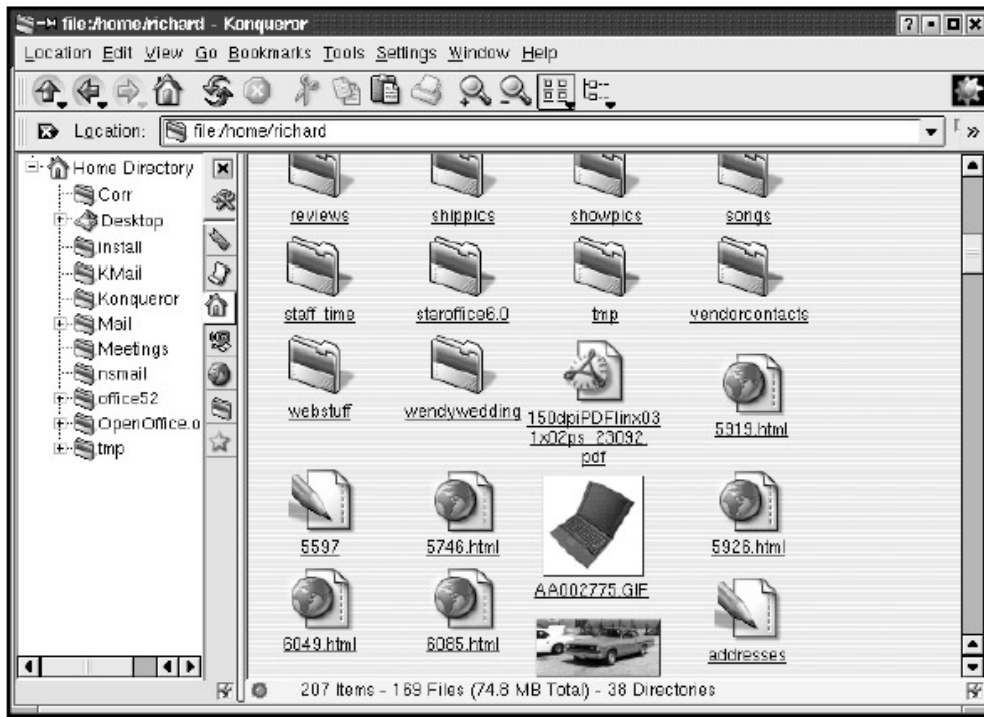 file:/home/richard - Konqueror
Location Edit View Go Bookmarks Tools Settings Window Help
Location: file:/home/richard
Home Directory
Corr
Desktop
install
KMail
Konqueror
Mail
Meetings
nsmail
office52
OpenOffice.o
tmp
reviews shippics showpics songs
staff_time staroffice6.0 tmp vendorcontacts
webstuff wendywedding 150dpiPDFlinx03
1x02ps_23092.
pdf
5919.html
5597 5746.html 5926.html
AA002775.GIF
6049.html 6085.html addresses
207 Items - 169 Files (74.8 MB Total) - 38 Directories